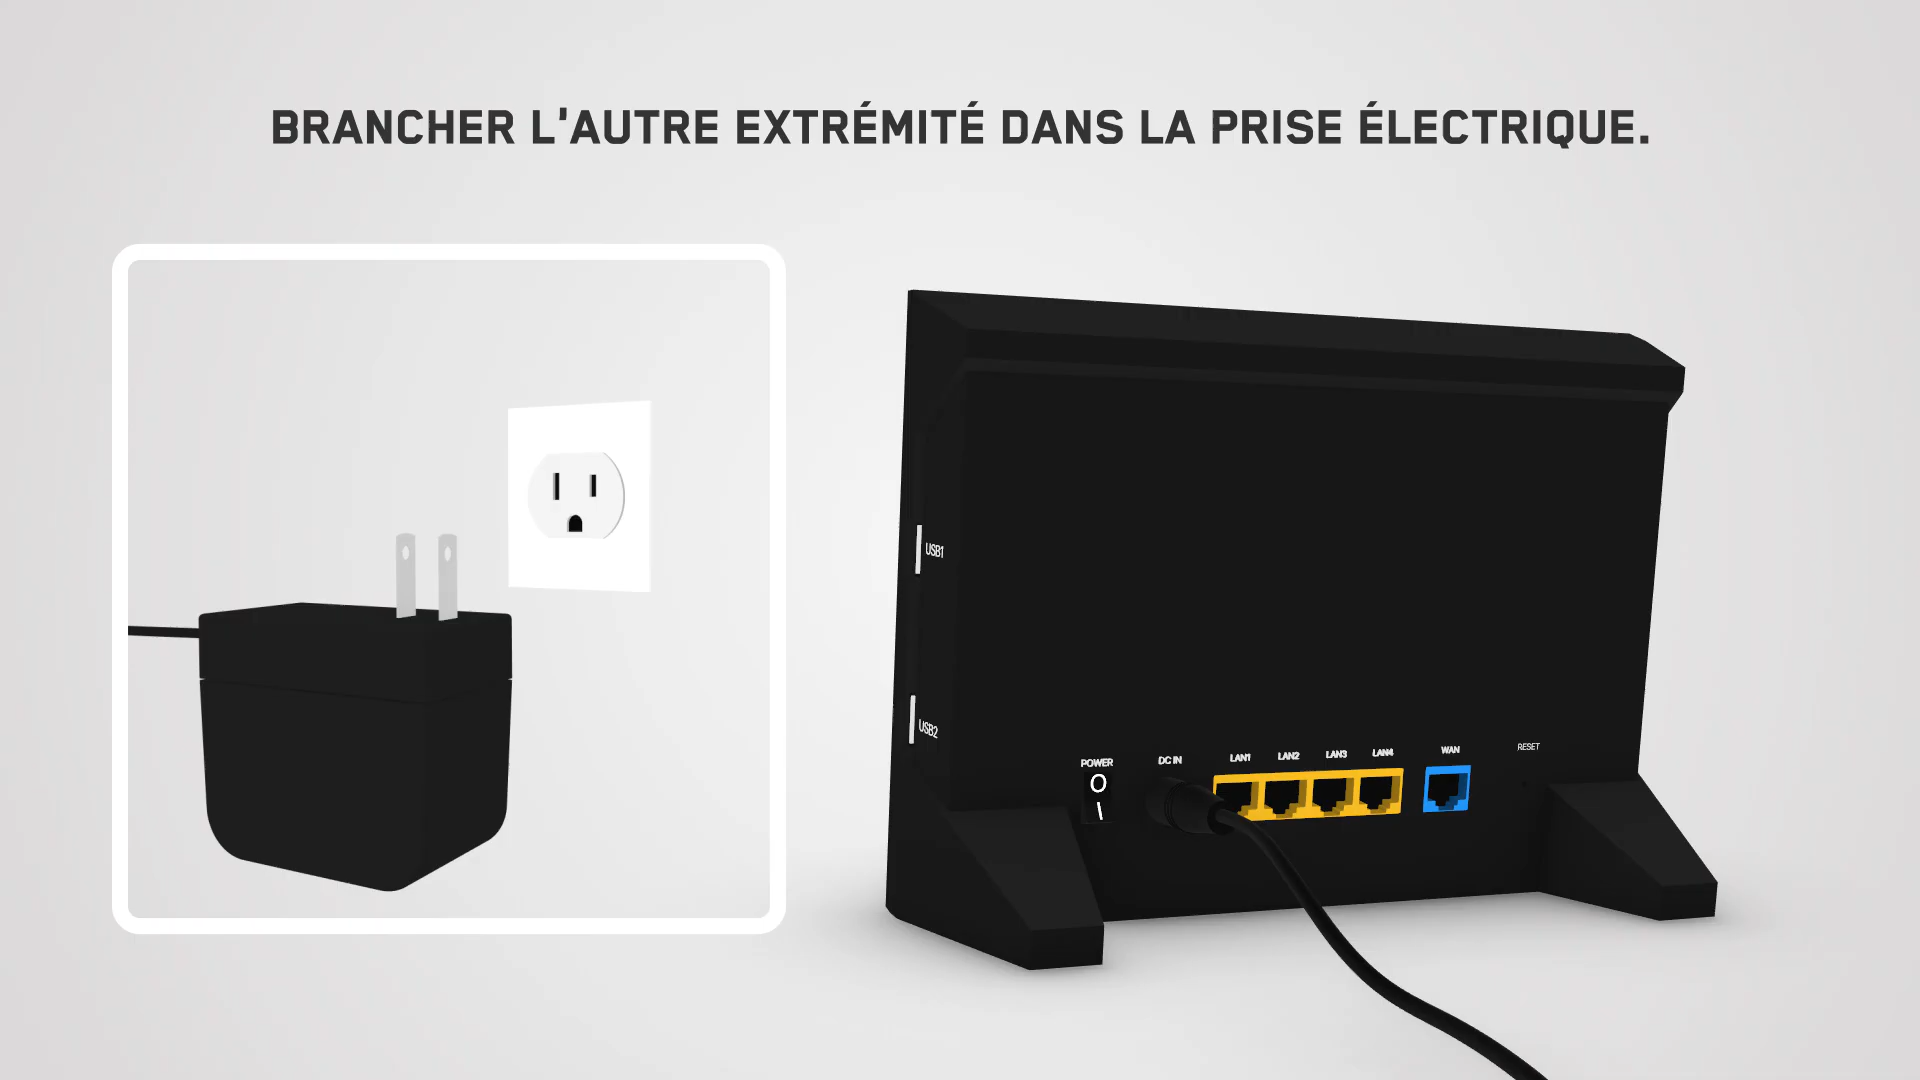 BRANCHER L'AUTRE EXTRÉMITÉ DANS LA PRISE ÉLECTRIQUE.
USB1
USB2
POWER
O
I
DC IN
LAN1
LAN2
LAN3
LAN4
WAN
RESET